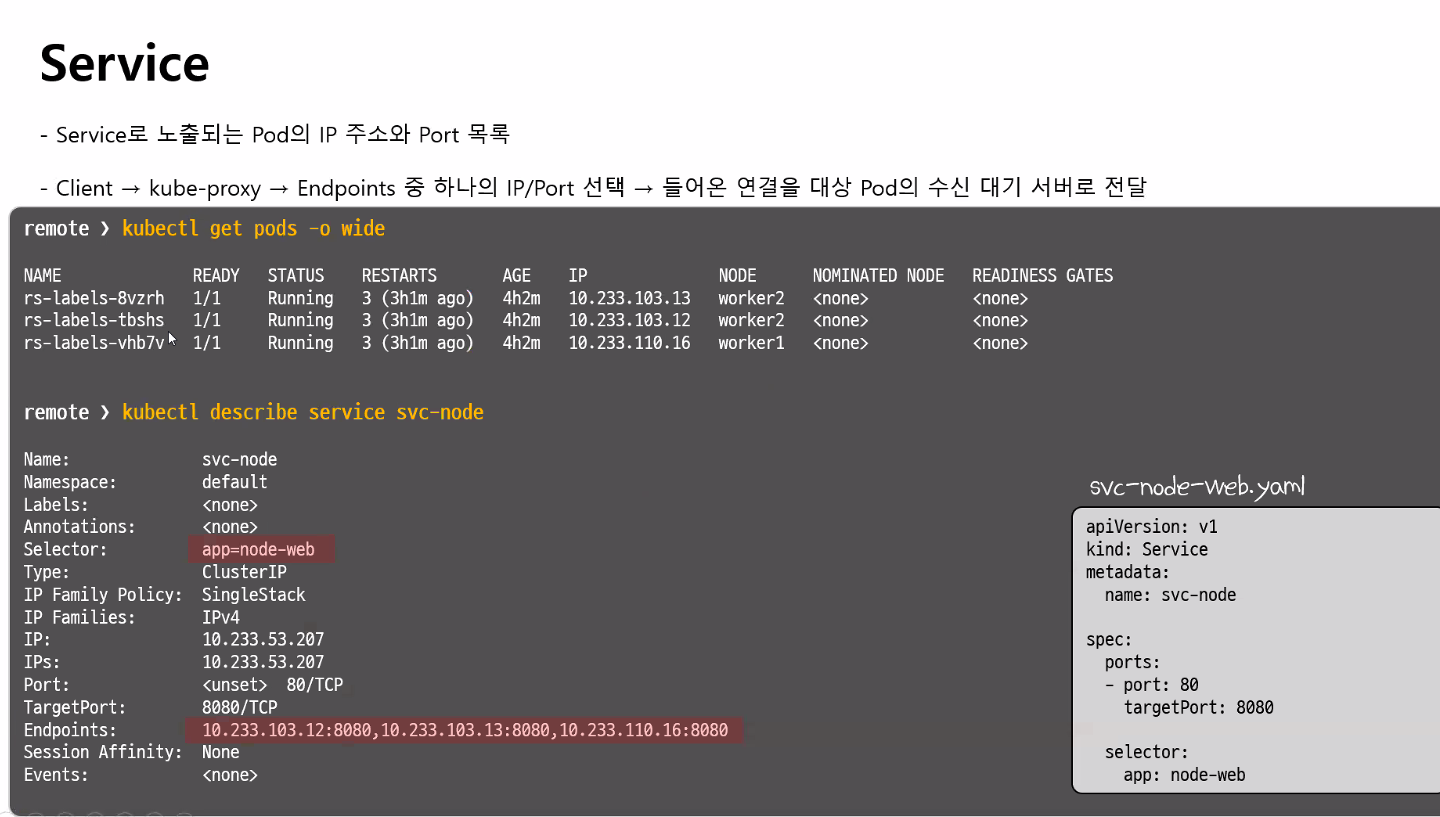 Service
- Service로 노출되는 Pod의 IP 주소와 Port 목록
- Client → kube-proxy → Endpoints 중 하나의 IP/Port 선택 → 들어온 연결을 대상 Pod의 수신 대기 서버로 전달
remote ❯ kubectl get pods -o wide
NAME READY STATUS RESTARTS AGE IP NODE NOMINATED NODE READINESS GATES
rs-labels-8vzrh 1/1 Running 3 (3h1m ago) 4h2m 10.233.103.13 worker2 <none> <none>
rs-labels-tbshs 1/1 Running 3 (3h1m ago) 4h2m 10.233.103.12 worker2 <none> <none>
rs-labels-vhb7v 1/1 Running 3 (3h1m ago) 4h2m 10.233.110.16 worker1 <none> <none>
remote ❯ kubectl describe service svc-node
Name: svc-node
Namespace: default
Labels: <none>
Annotations: <none>
Selector: app=node-web
Type: ClusterIP
IP Family Policy: SingleStack
IP Families: IPv4
IP: 10.233.53.207
IPs: 10.233.53.207
Port: <unset> 80/TCP
TargetPort: 8080/TCP
Endpoints: 10.233.103.12:8080,10.233.103.13:8080,10.233.110.16:8080
Session Affinity: None
Events: <none>
svc-node-web.yaml
apiVersion: v1
kind: Service
metadata:
name: svc-node
spec:
ports:
- port: 80
targetPort: 8080
selector:
app: node-web